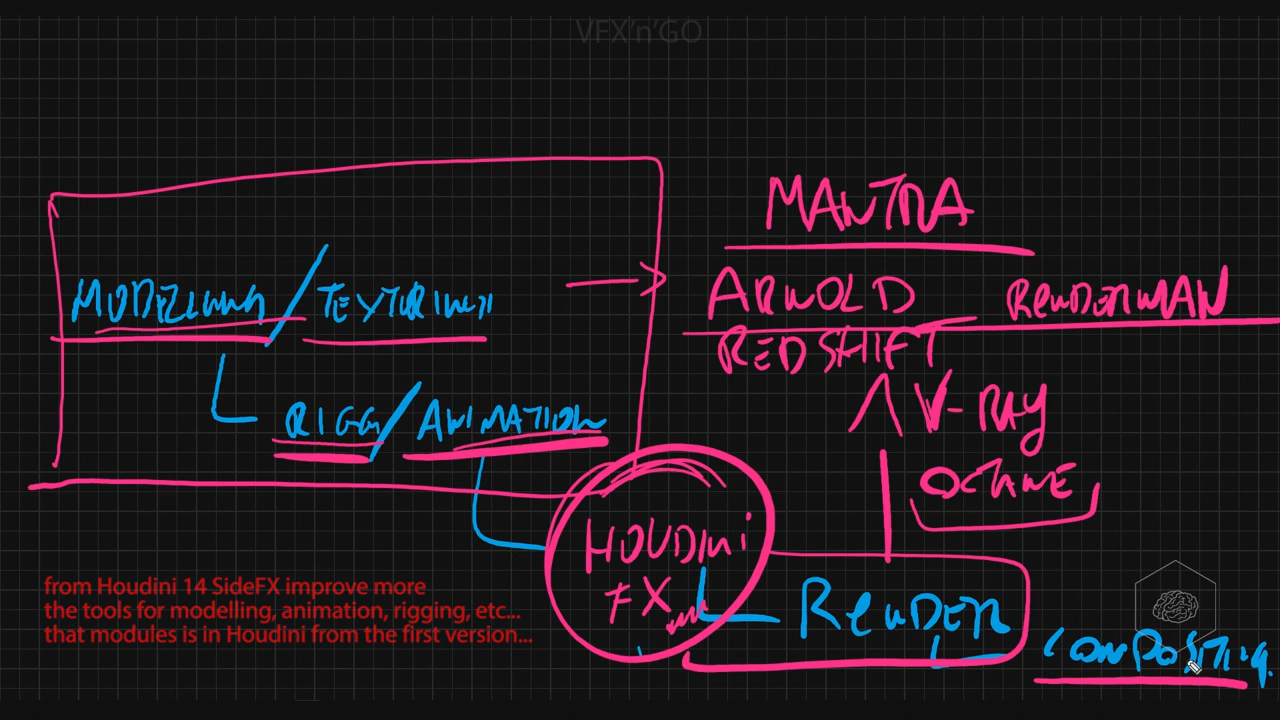 VFX'n'GO
MANTRA
MODELING / TEXTURING
ARNOLD RENDERMAN
REDSHIFT
RIGG / ANIMATION
V-RAY
OCTANE
HOUDINI
FX
RENDER
from Houdini 14 SideFX improve more
the tools for modelling, animation, rigging, etc...
that modules is in Houdini from the first version...
COMPOSITING